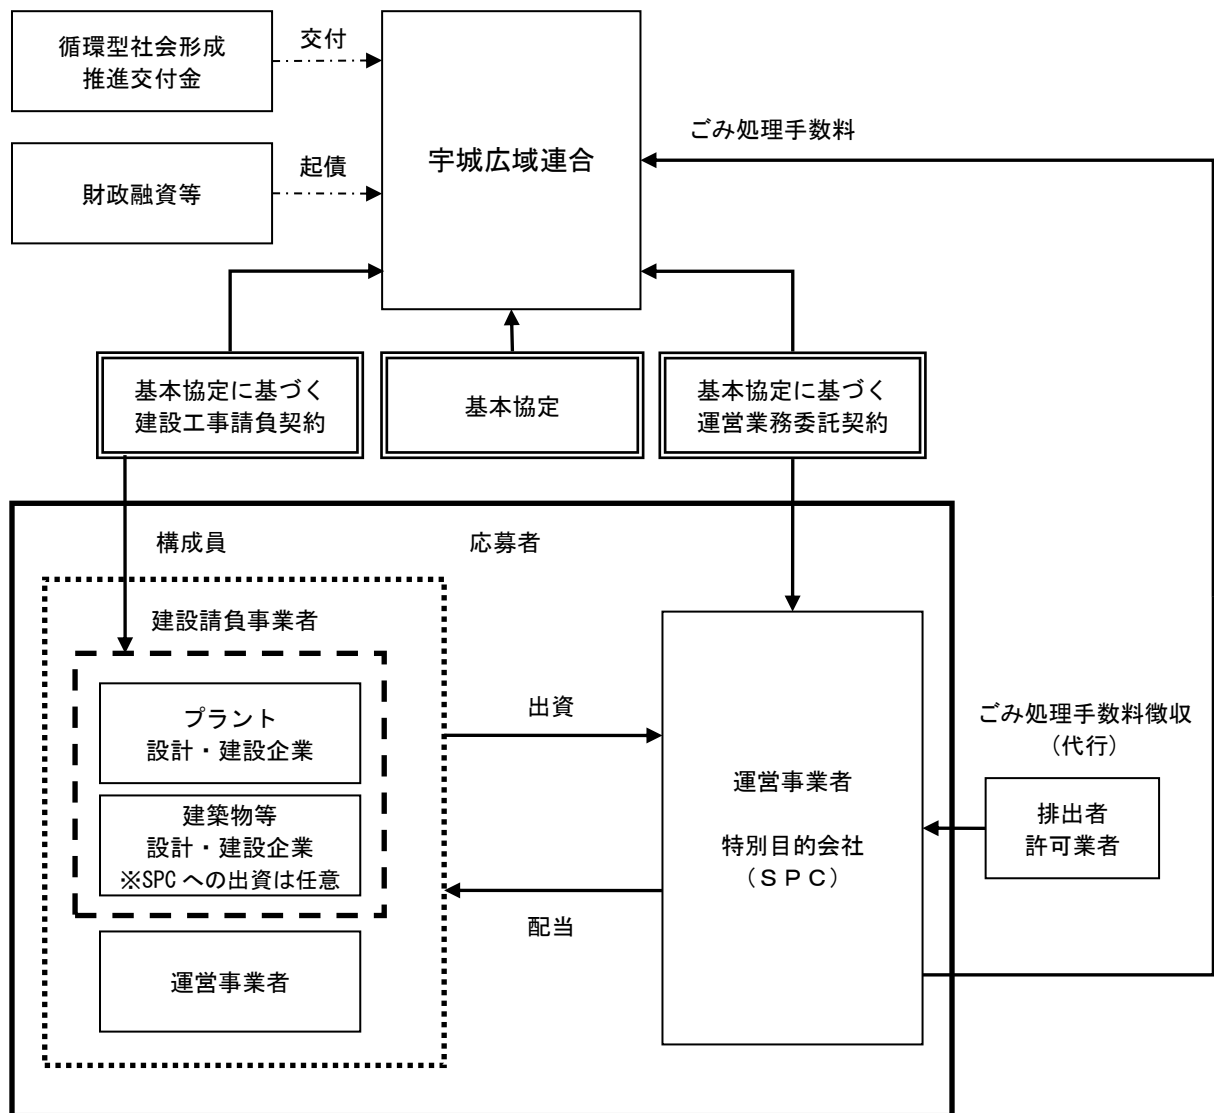 循環型社会形成
推進交付金
交付
財政融資等
起債
宇城広域連合
ごみ処理手数料
基本協定に基づく
建設工事請負契約
基本協定
基本協定に基づく
運営業務委託契約
構成員
応募者
建設請負事業者
プラント
設計・建設企業
建築物等
設計・建設企業
※SPCへの出資は任意
運営事業者
出資
配当
運営事業者
特別目的会社
（ＳＰＣ）
ごみ処理手数料徴収
（代行）
排出者
許可業者